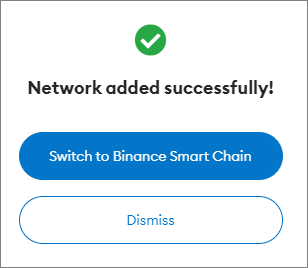 Network added successfully!
Switch to Binance Smart Chain
Dismiss